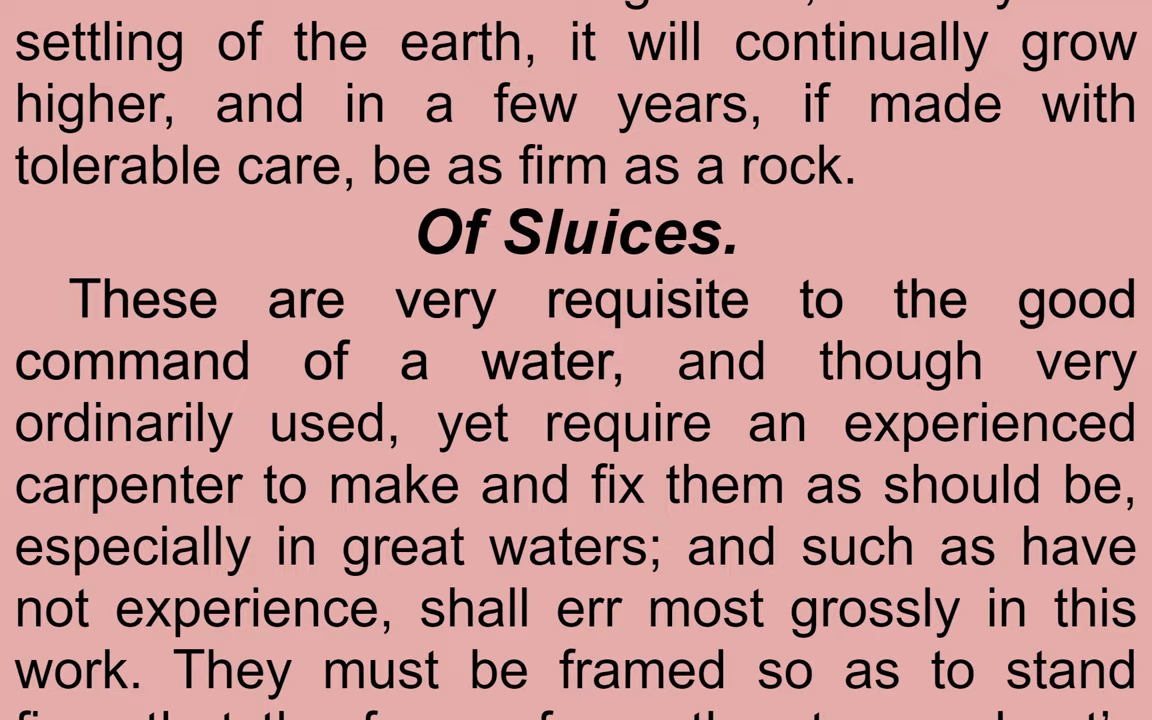 settling of the earth, it will continually grow
higher, and in a few years, if made with
tolerable care, be as firm as a rock.
Of Sluices.
These are very requisite to the good
command of a water, and though very
ordinarily used, yet require an experienced
carpenter to make and fix them as should be,
especially in great waters; and such as have
not experience, shall err most grossly in this
work. They must be framed so as to stand